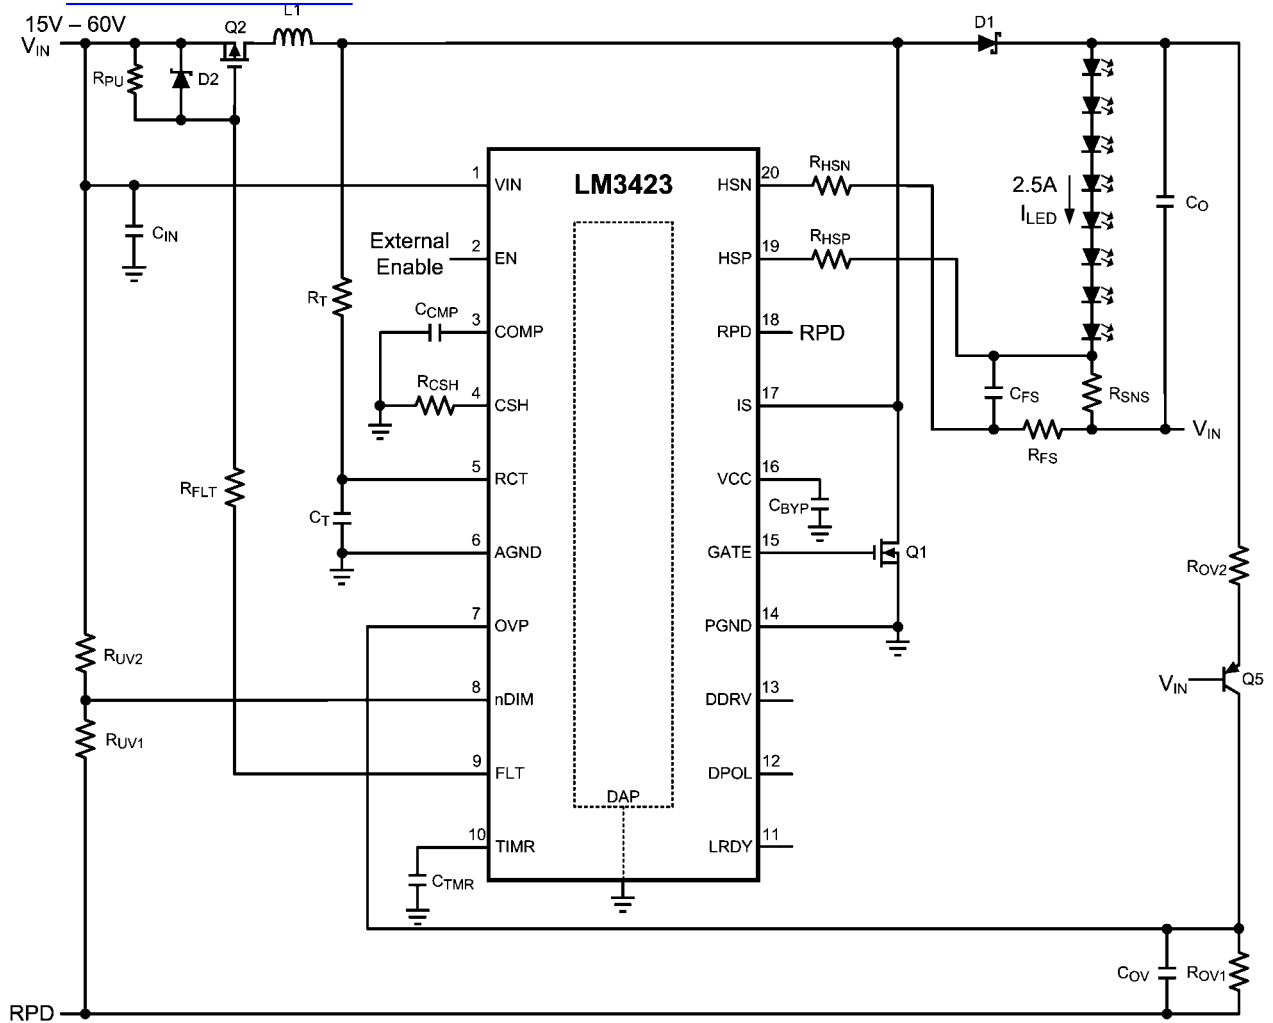 L1
15V – 60V
Q2
D1
VIN
RPU
D2
1
VIN
LM3423
HSN
20
RHSN
2.5A
ILED
CO
CIN
External
Enable
2
EN
HSP
19
RHSP
RT
CCMP
3
COMP
RPD
18
RPD
RCSH
4
CSH
IS
17
CFS
RSNS
VIN
RFS
5
RCT
VCC
16
CBYP
RFLT
CT
6
AGND
GATE
15
Q1
ROV2
7
OVP
PGND
14
RUV2
VIN
Q5
8
nDIM
DDRV
13
RUV1
9
FLT
DPOL
12
DAP
10
TIMR
LRDY
11
CTMR
COV
ROV1
RPD